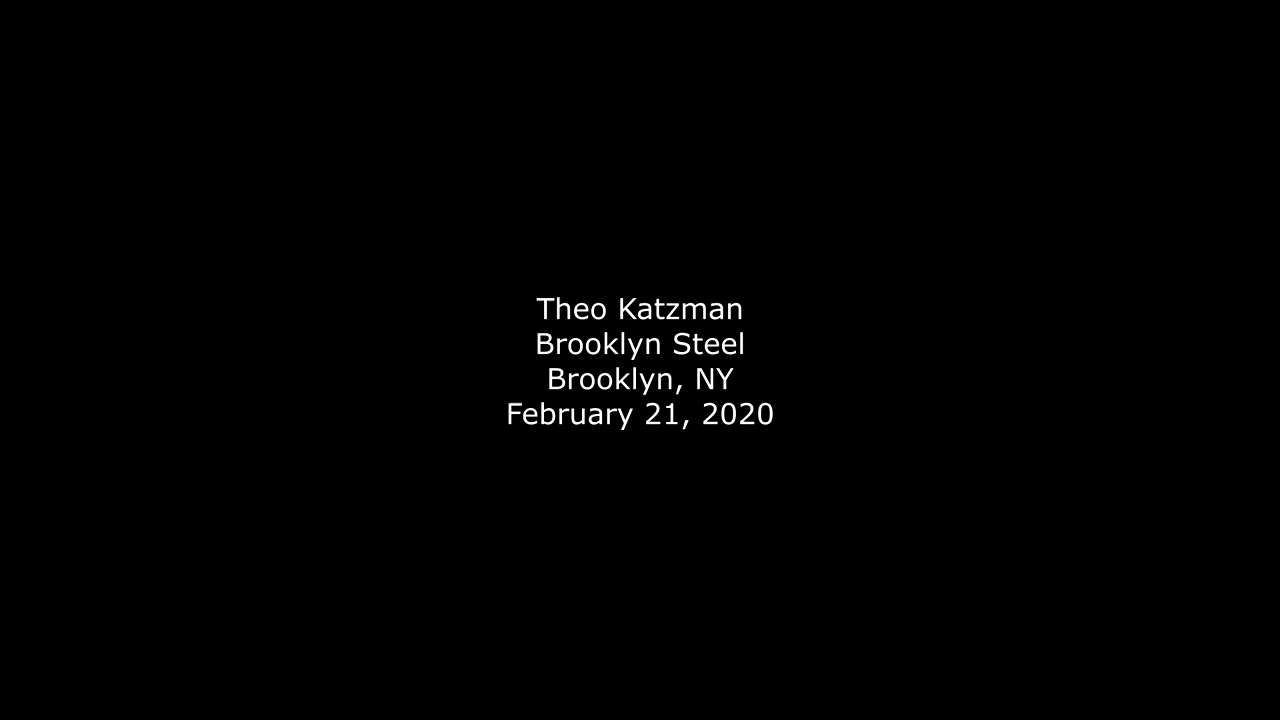 Theo Katzman
Brooklyn Steel
Brooklyn, NY
February 21, 2020